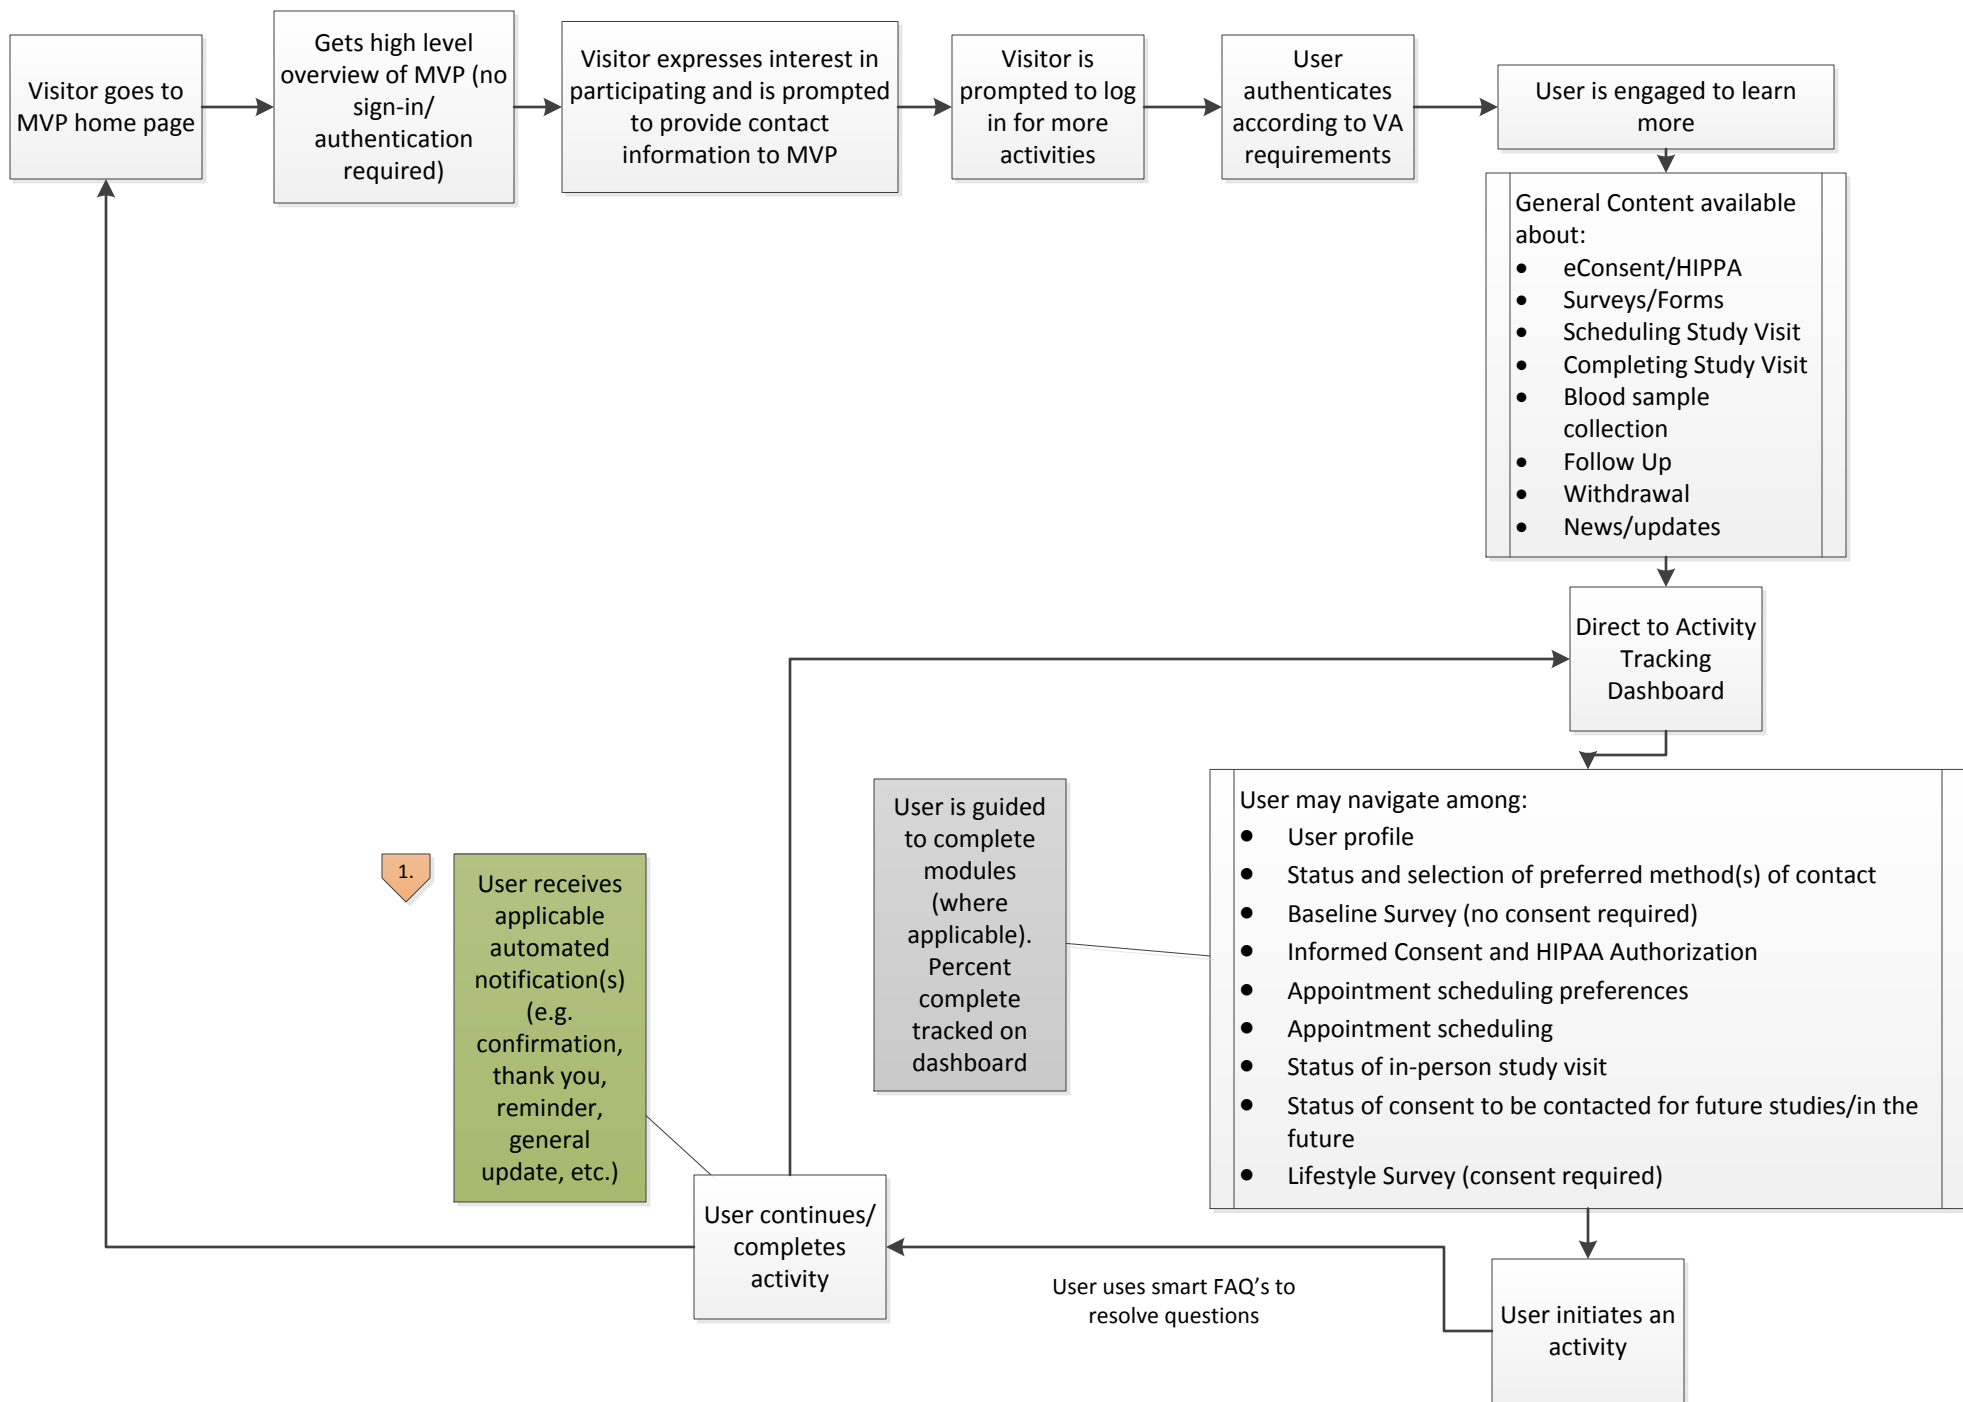 Visitor goes to
MVP home page
Gets high level
overview of MVP (no
sign-in/
authentication
required)
Visitor expresses interest in
participating and is prompted
to provide contact
information to MVP
Visitor is
prompted to log
in for more
activities
User
authenticates
according to VA
requirements
User is engaged to learn
more
General Content available
about:
• eConsent/HIPPA
• Surveys/Forms
• Scheduling Study Visit
• Completing Study Visit
• Blood sample
collection
• Follow Up
• Withdrawal
• News/updates
Direct to Activity
Tracking
Dashboard
User may navigate among:
• User profile
• Status and selection of preferred method(s) of contact
• Baseline Survey (no consent required)
• Informed Consent and HIPAA Authorization
• Appointment scheduling preferences
• Appointment scheduling
• Status of in-person study visit
• Status of consent to be contacted for future studies/in the
future
• Lifestyle Survey (consent required)
User is guided
to complete
modules
(where
applicable).
Percent
complete
tracked on
dashboard
1.
User receives
applicable
automated
notification(s)
(e.g.
confirmation,
thank you,
reminder,
general
update, etc.)
User continues/
completes
activity
User uses smart FAQ’s to
resolve questions
User initiates an
activity